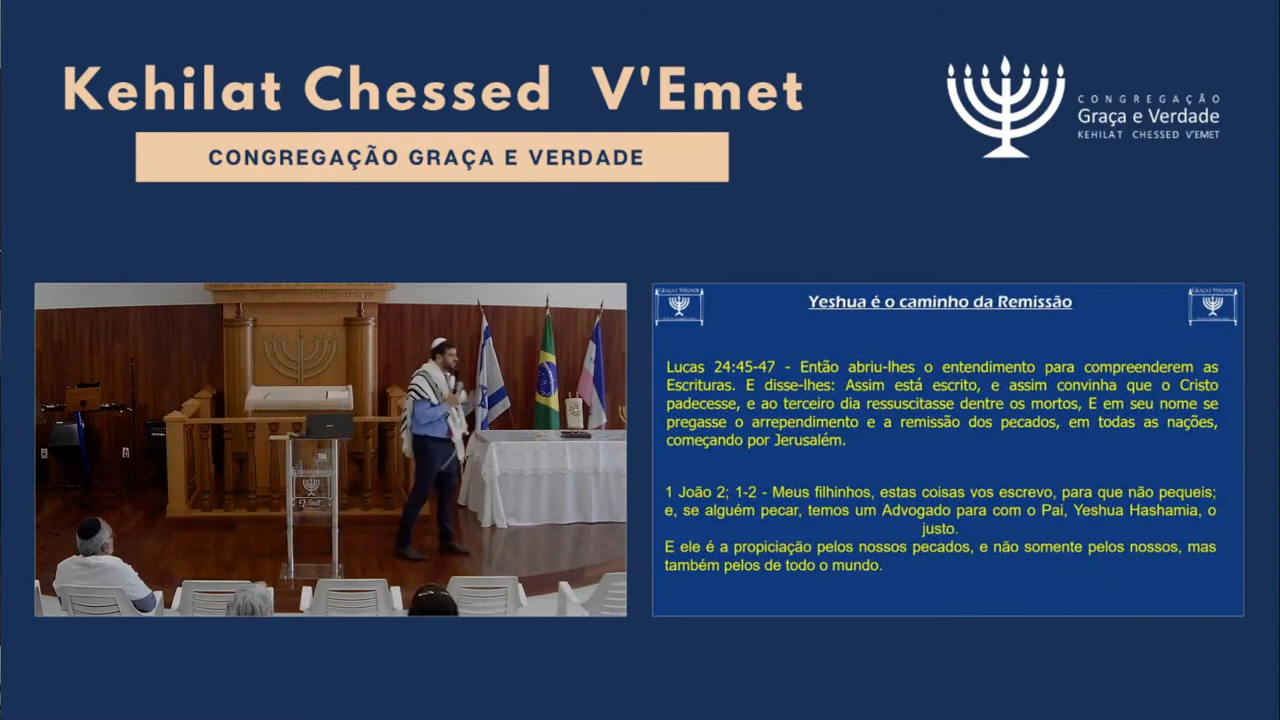 Kehilat Chessed V'Emet
CONGREGAÇÃO GRAÇA E VERDADE
CONGREGAÇÃO
Graça e Verdade
KEHILAT CHESSED V'EMET
Yeshua é o caminho da Remissão
GRAÇA E VERDADE
GRAÇA E VERDADE
Lucas 24:45-47 - Então abriu-lhes o entendimento para compreenderem as
Escrituras. E disse-lhes: Assim está escrito, e assim convinha que o Cristo
padecesse, e ao terceiro dia ressuscitasse dentre os mortos, E em seu nome se
pregasse o arrependimento e a remissão dos pecados, em todas as nações,
começando por Jerusalém.
1 João 2; 1-2 - Meus filhinhos, estas coisas vos escrevo, para que não pequeis;
e, se alguém pecar, temos um Advogado para com o Pai, Yeshua Hashamia, o
justo.
E ele é a propiciação pelos nossos pecados, e não somente pelos nossos, mas
também pelos de todo o mundo.